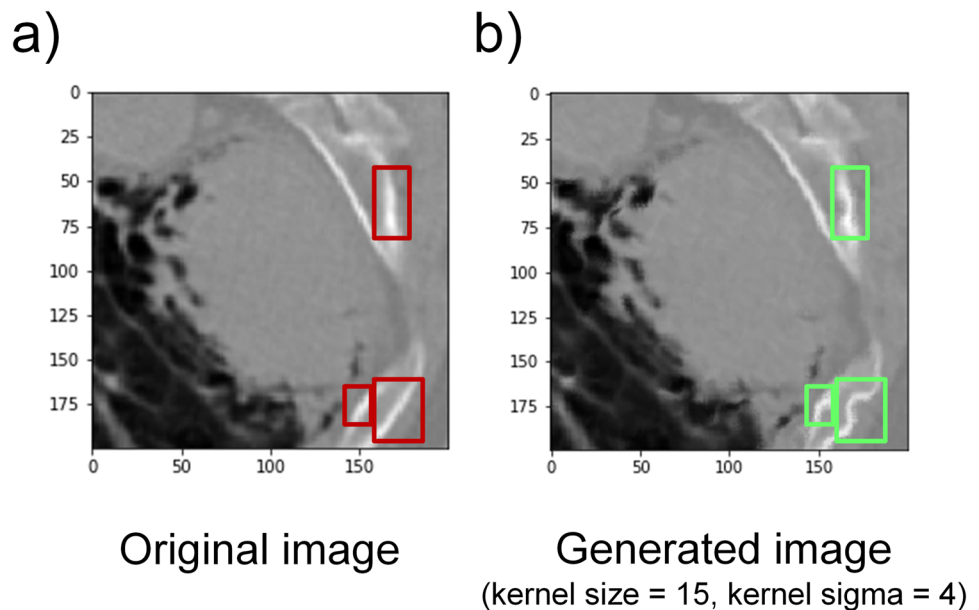 a)
b)
0
25
50
75
100
125
150
175
0 50 100 150
0
25
50
75
100
125
150
175
0 50 100 150
Original image
Generated image
(kernel size = 15, kernel sigma = 4)